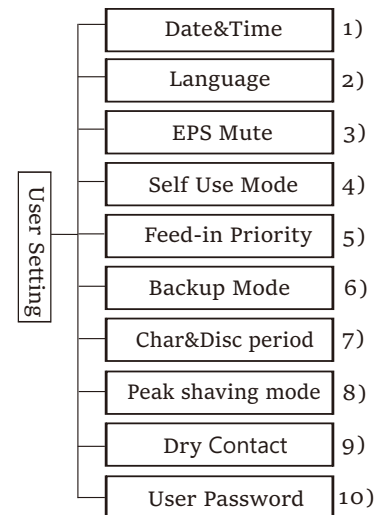 User Setting
Date&Time 1)
Language 2)
EPS Mute 3)
Self Use Mode 4)
Feed-in Priority 5)
Backup Mode 6)
Char&Disc period 7)
Peak shaving mode 8)
Dry Contact 9)
User Password 10)